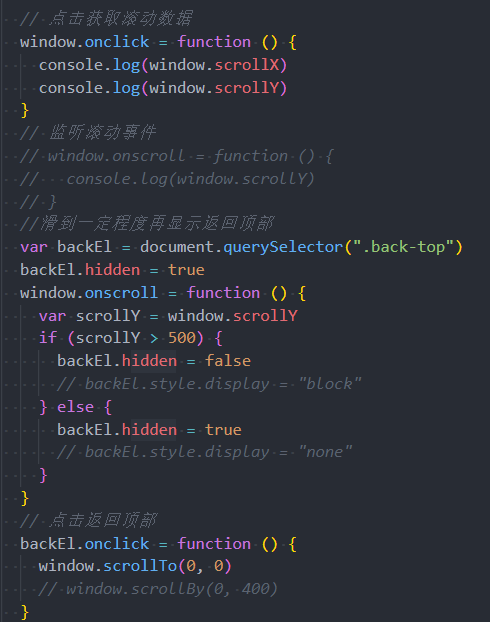 // 点击获取滚动数据
window.onclick = function () {
console.log(window.scrollX)
console.log(window.scrollY)
}
// 监听滚动事件
// window.onscroll = function () {
//   console.log(window.scrollY)
// }
//滑到一定程度再显示返回顶部
var backEl = document.querySelector(".back-top")
backEl.hidden = true
window.onscroll = function () {
var scrollY = window.scrollY
if (scrollY > 500) {
backEl.hidden = false
// backEl.style.display = "block"
} else {
backEl.hidden = true
// backEl.style.display = "none"
}
}
// 点击返回顶部
backEl.onclick = function () {
window.scrollTo(0, 0)
// window.scrollBy(0, 400)
}